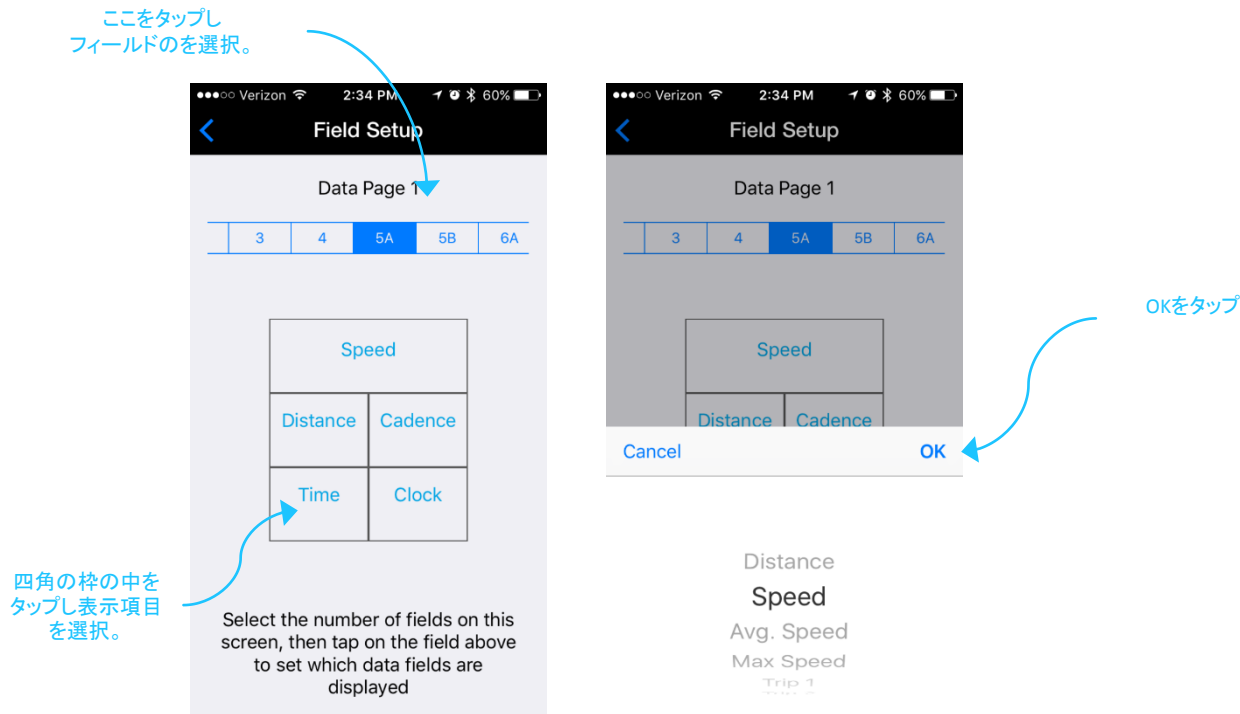 ここをタップし
フィールドのを選択。
Verizon 2:34 PM 60%
Field Setup
Data Page 1
3 4 5A 5B 6A
Speed
Distance Cadence
Time Clock
四角の枠の中を
タップし表示項目
を選択。
Select the number of fields on this
screen, then tap on the field above
to set which data fields are
displayed
Verizon 2:34 PM 60%
Field Setup
Data Page 1
3 4 5A 5B 6A
Speed
Distance Cadence
Cancel OK
OKをタップ
Distance
Speed
Avg. Speed
Max Speed
Trip 1